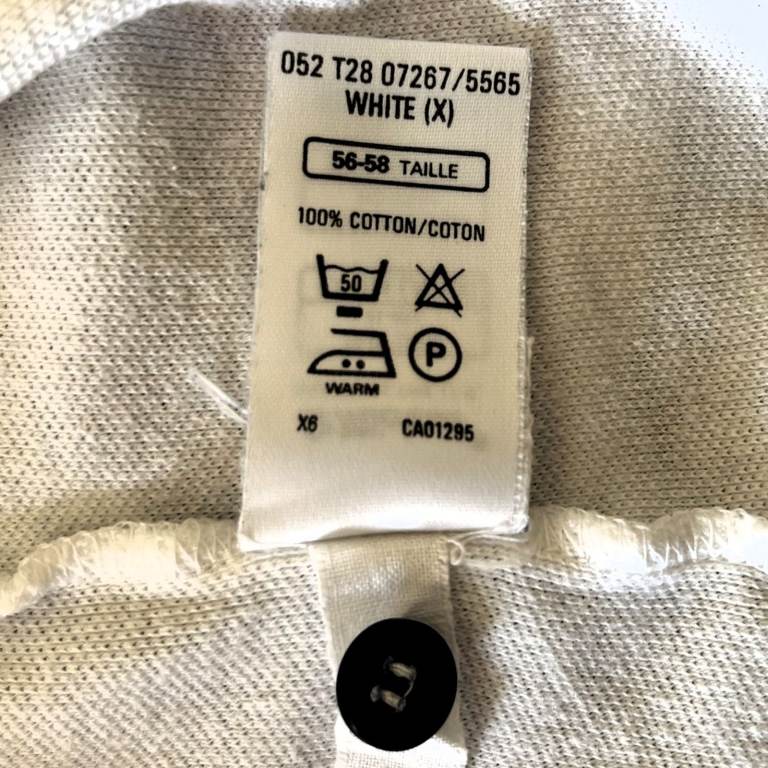 052 T28 07267/5565
WHITE (X)
56-58 TAILLE
100% COTTON/COTON
50
P
WARM
X6 CA01295